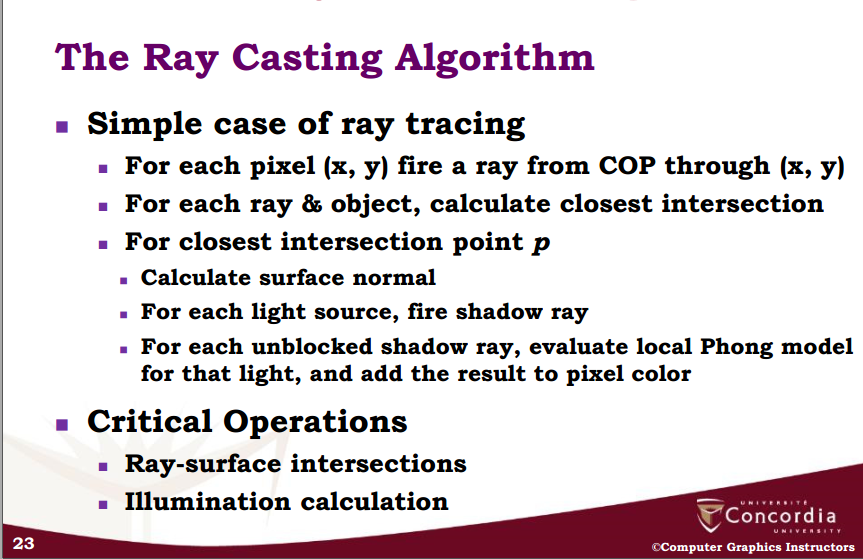 The Ray Casting Algorithm
Simple case of ray tracing
For each pixel (x, y) fire a ray from COP through (x, y)
For each ray & object, calculate closest intersection
For closest intersection point p
Calculate surface normal
For each light source, fire shadow ray
For each unblocked shadow ray, evaluate local Phong model
for that light, and add the result to pixel color
Critical Operations
Ray-surface intersections
Illumination calculation
UNIVERSITÉ
Concordia
UNIVERSITY
23
©Computer Graphics Instructors